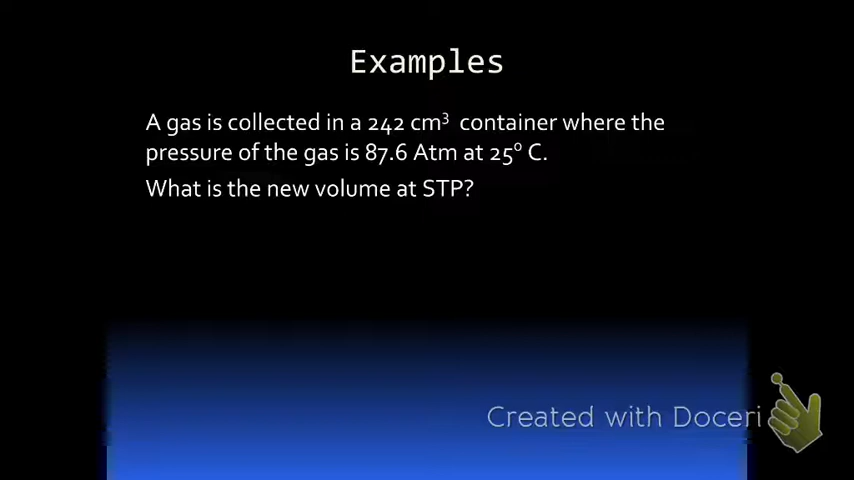 Examples
A gas is collected in a 242 cm³ container where the
pressure of the gas is 87.6 Atm at 25⁰ C.
What is the new volume at STP?
Created with Doceri